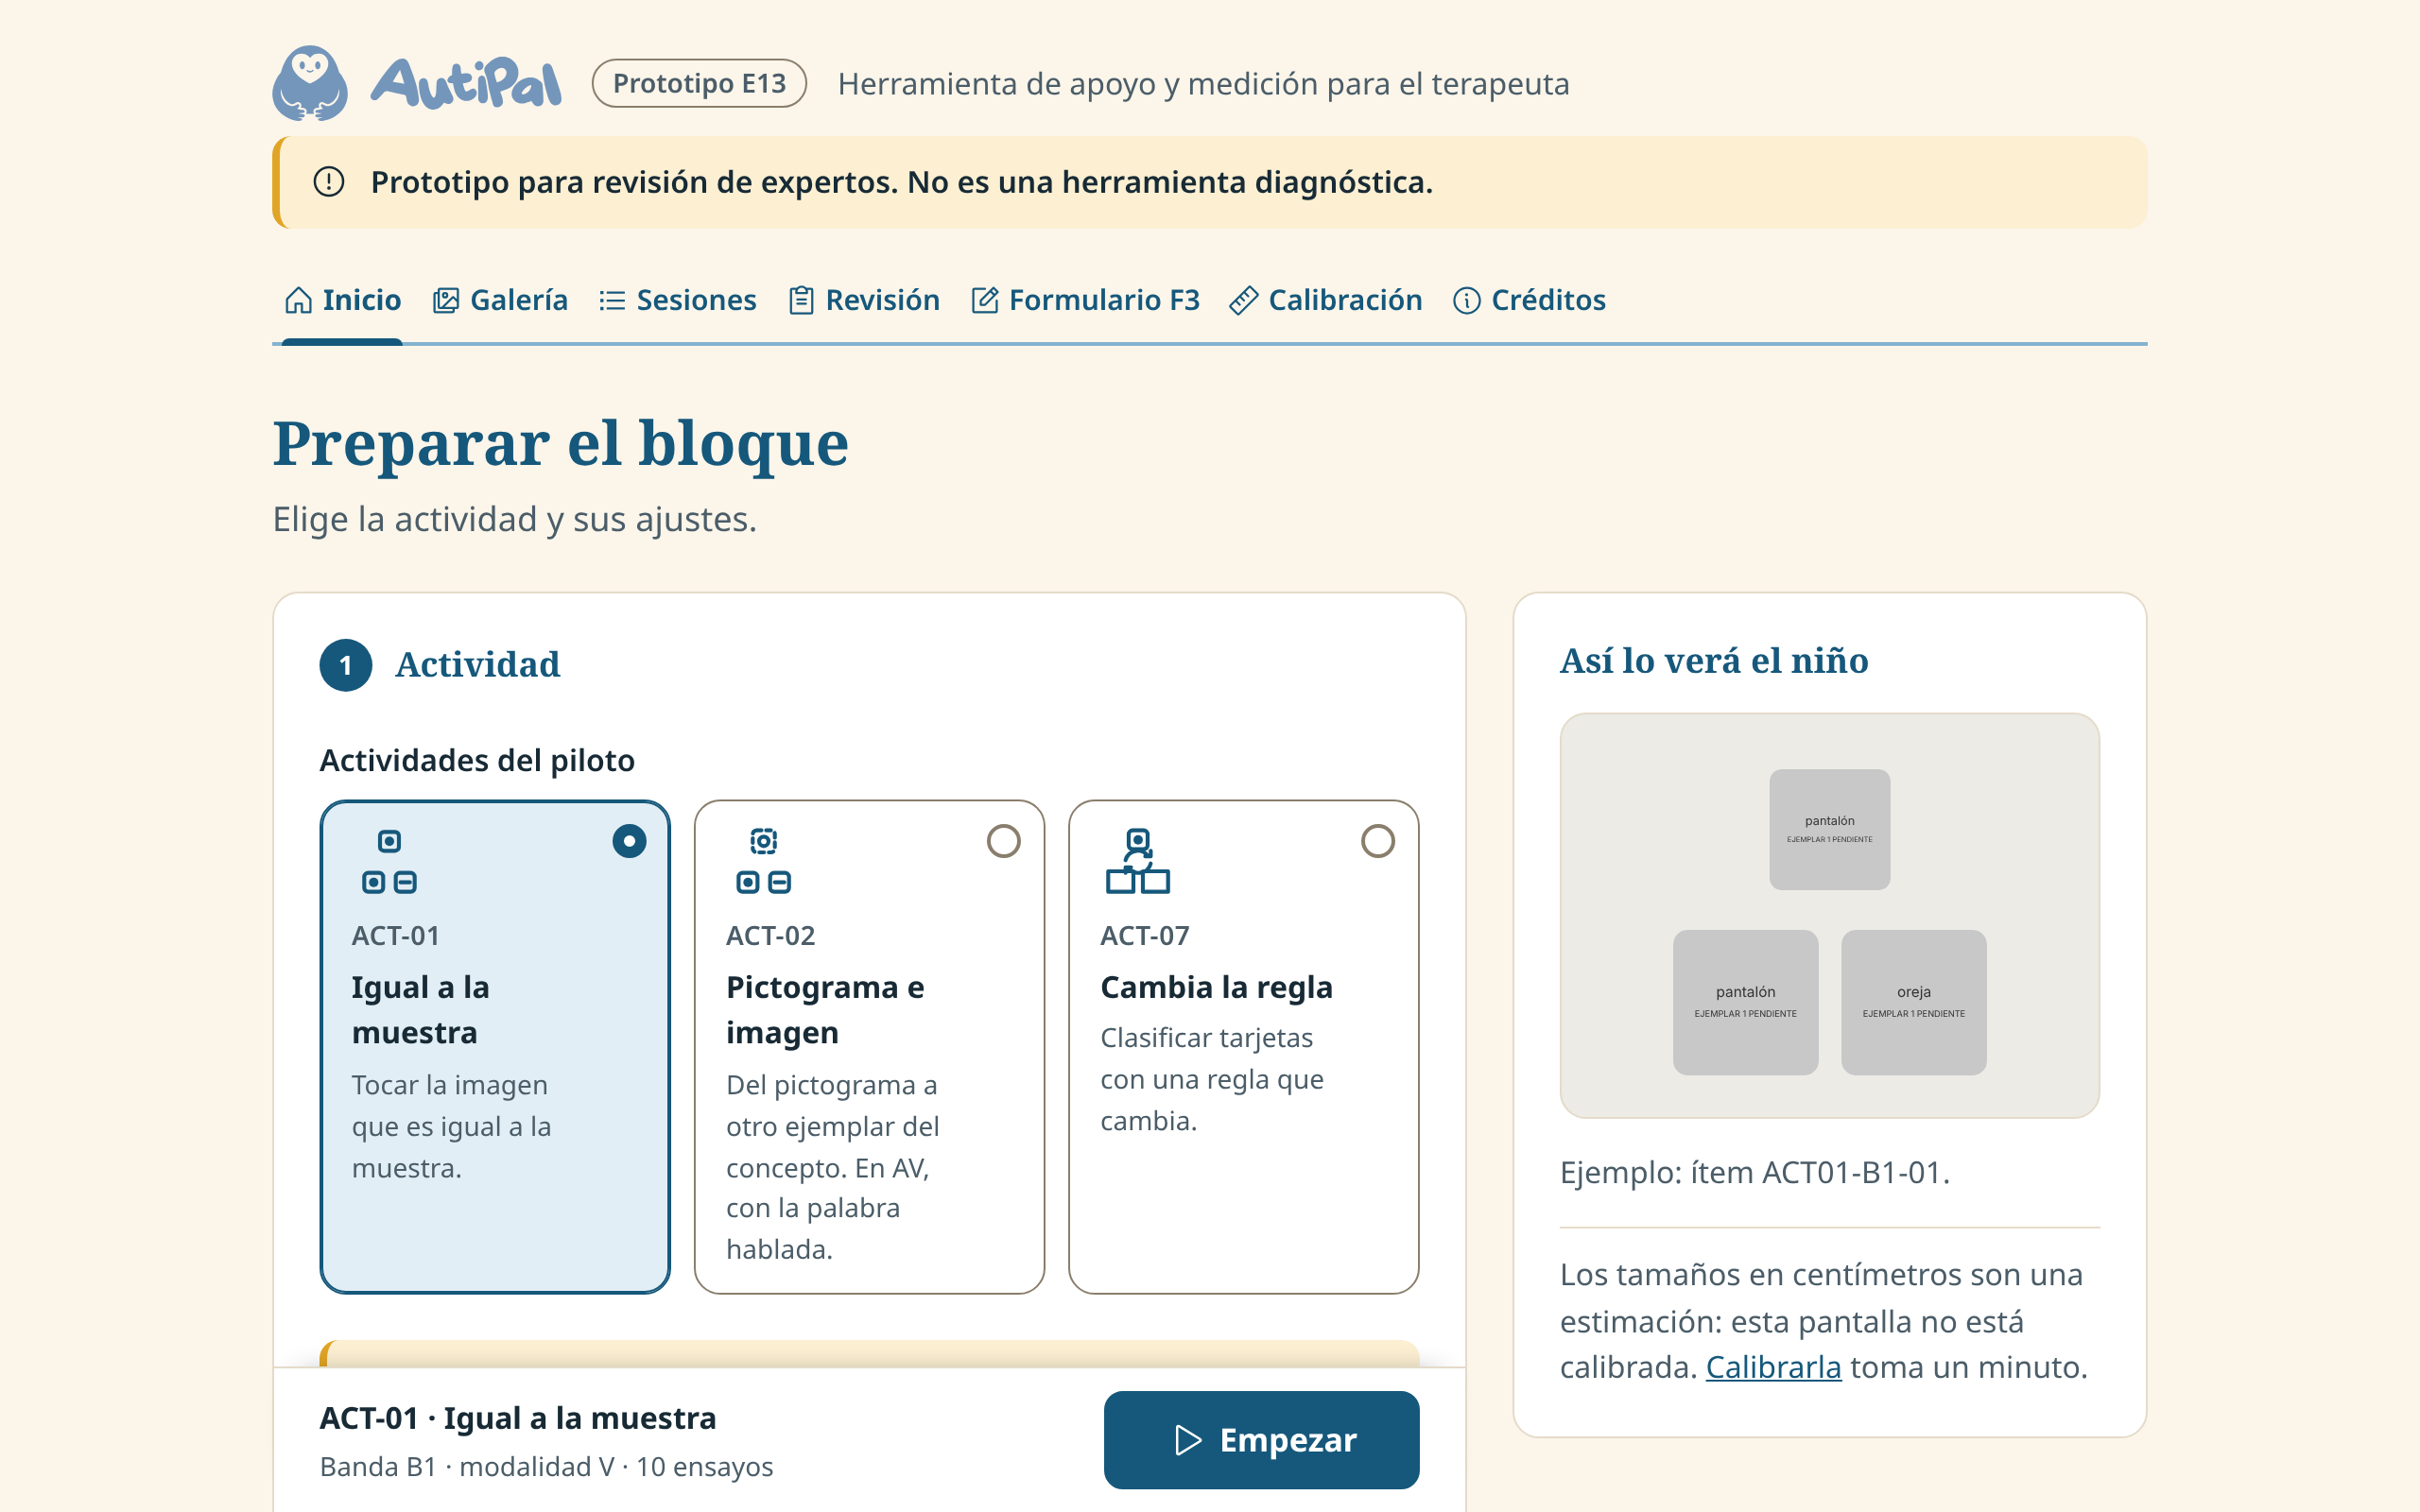 AutiPal
Prototipo E13
Herramienta de apoyo y medición para el terapeuta
Prototipo para revisión de expertos. No es una herramienta diagnóstica.
Inicio
Galería
Sesiones
Revisión
Formulario F3
Calibración
Créditos
Preparar el bloque
Elige la actividad y sus ajustes.
1
Actividad
Actividades del piloto
ACT-01
Igual a la
muestra
Tocar la imagen
que es igual a la
muestra.
ACT-02
Pictograma e
imagen
Del pictograma a
otro ejemplar del
concepto. En AV,
con la palabra
hablada.
ACT-07
Cambia la regla
Clasificar tarjetas
con una regla que
cambia.
ACT-01 · Igual a la muestra
Banda B1 · modalidad V · 10 ensayos
Empezar
Así lo verá el niño
pantalón
EJEMPLAR 1 PENDIENTE
pantalón
EJEMPLAR 1 PENDIENTE
oreja
EJEMPLAR 1 PENDIENTE
Ejemplo: ítem ACT01-B1-01.
Los tamaños en centímetros son una
estimación: esta pantalla no está
calibrada. Calibrarla toma un minuto.